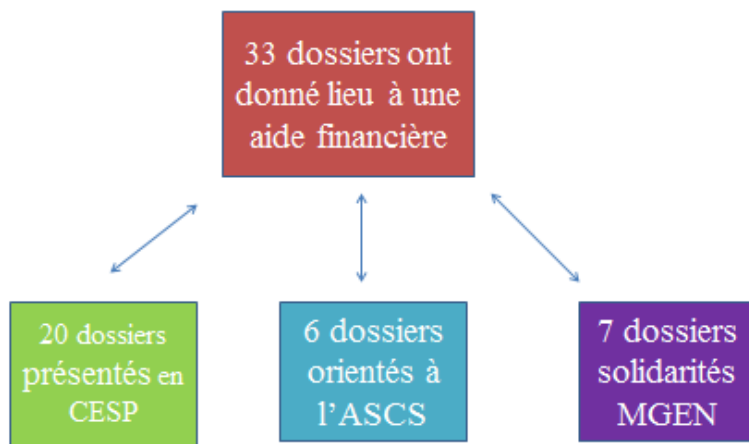 33 dossiers ont
donné lieu à une
aide financière
20 dossiers
présentés en
CESP
6 dossiers
orientés à
l'ASCS
7 dossiers
solidarités
MGEN